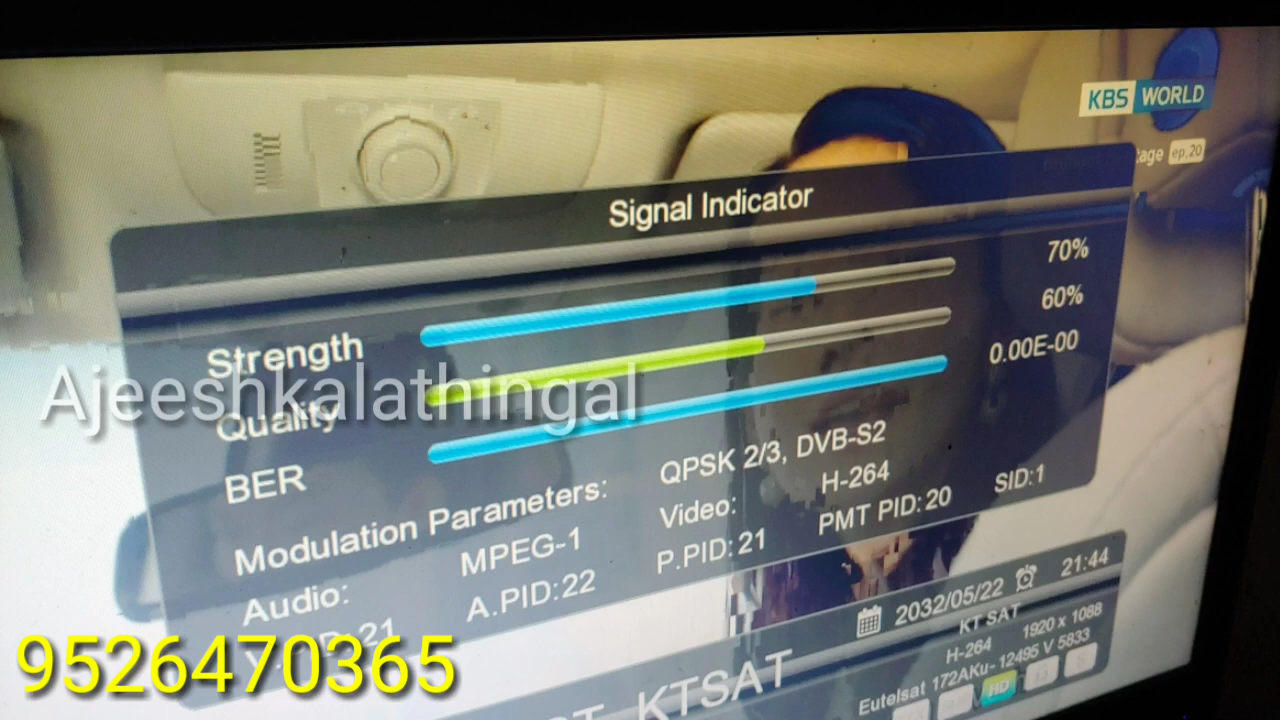 KBS WORLD
tage ep.20
Signal Indicator
Strength 70%
Quality 60%
BER 0.00E-00
Modulation Parameters: QPSK 2/3, DVB-S2
Audio: MPEG-1 Video: H-264
21 A.PID:22 P.PID:21 PMT PID:20 SID:1
Ajeeshkalathingal
9526470365
2032/05/22 21:44
KT SAT
H-264 1920 x 1088
Eutelsat 172AKu- 12495 V 5833
KTSAT
HD